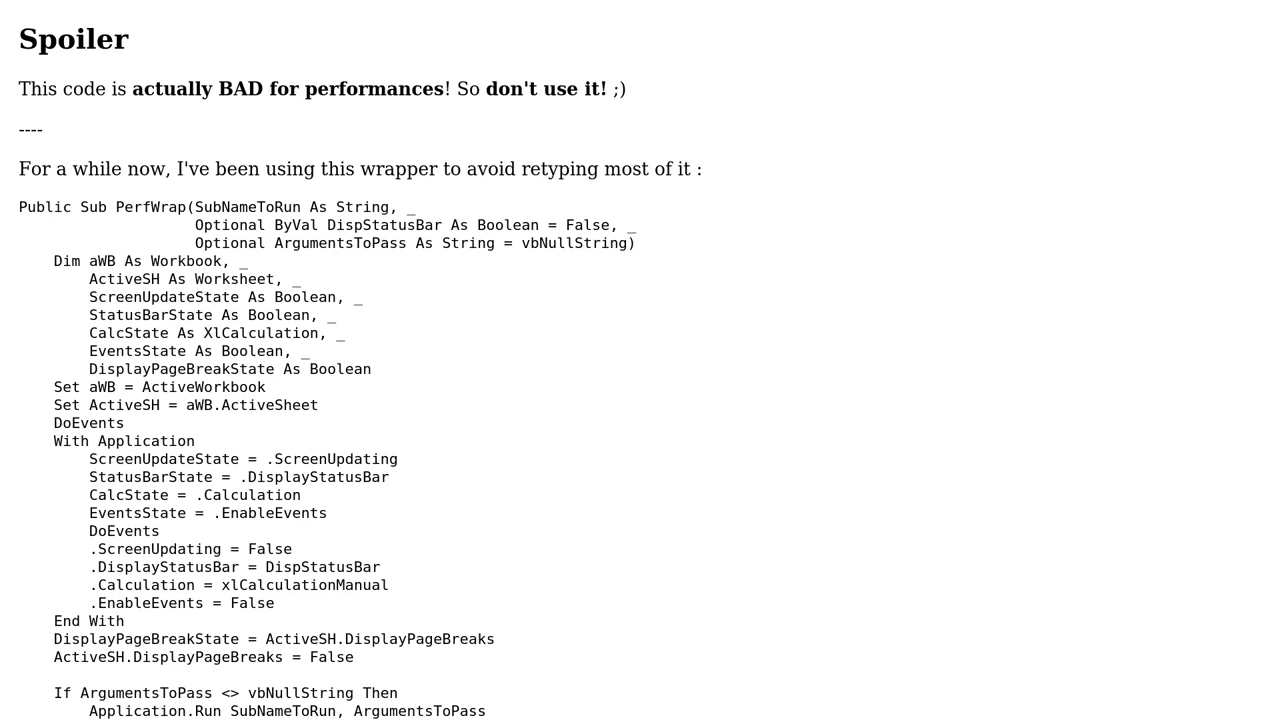 Spoiler
This code is actually BAD for performances! So don't use it! ;)
----
For a while now, I've been using this wrapper to avoid retyping most of it :
Public Sub PerfWrap(SubNameToRun As String, _
                    Optional ByVal DispStatusBar As Boolean = False, _
                    Optional ArgumentsToPass As String = vbNullString)
    Dim aWB As Workbook, _
        ActiveSH As Worksheet, _
        ScreenUpdateState As Boolean, _
        StatusBarState As Boolean, _
        CalcState As XlCalculation, _
        EventsState As Boolean, _
        DisplayPageBreakState As Boolean
    Set aWB = ActiveWorkbook
    Set ActiveSH = aWB.ActiveSheet
    DoEvents
    With Application
        ScreenUpdateState = .ScreenUpdating
        StatusBarState = .DisplayStatusBar
        CalcState = .Calculation
        EventsState = .EnableEvents
        DoEvents
        .ScreenUpdating = False
        .DisplayStatusBar = DispStatusBar
        .Calculation = xlCalculationManual
        .EnableEvents = False
    End With
    DisplayPageBreakState = ActiveSH.DisplayPageBreaks
    ActiveSH.DisplayPageBreaks = False
    If ArgumentsToPass <> vbNullString Then
        Application.Run SubNameToRun, ArgumentsToPass